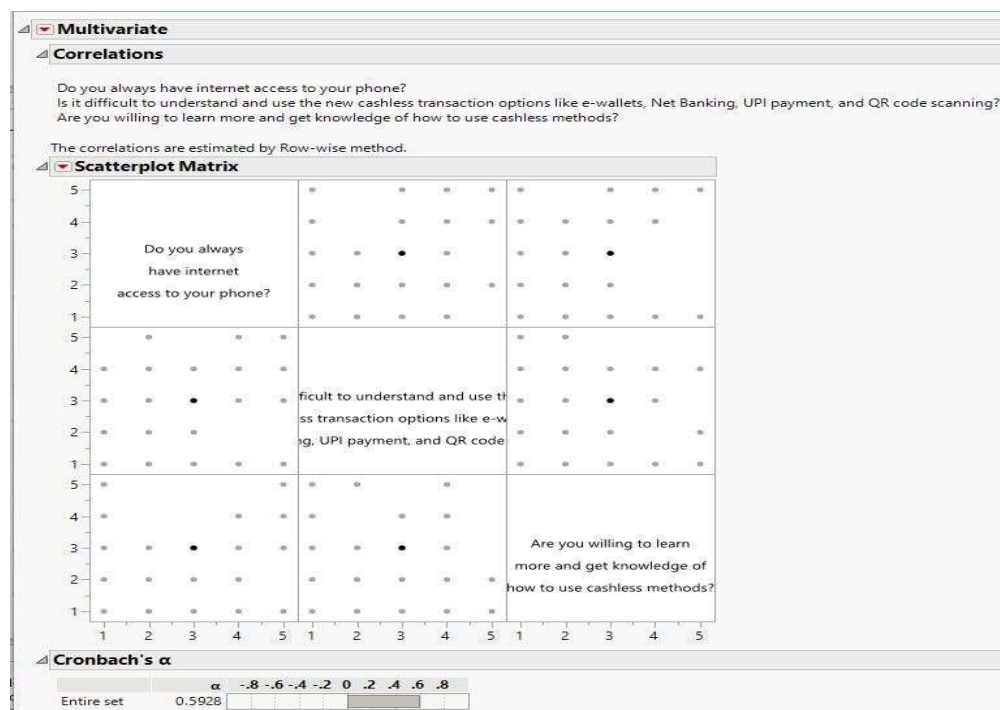 Multivariate
Correlations
Do you always have internet access to your phone?
Is it difficult to understand and use the new cashless transaction options like e-wallets, Net Banking, UPI payment, and QR code scanning?
Are you willing to learn more and get knowledge of how to use cashless methods?
The correlations are estimated by Row-wise method.
Scatterplot Matrix
5
4
3
2
1
Do you always
have internet
access to your phone?
5
4
3
2
1
ficult to understand and use th
ss transaction options like e-w
ng, UPI payment, and QR code
5
4
3
2
1
Are you willing to learn
more and get knowledge of
how to use cashless methods?
1 2 3 4 5 1 2 3 4 5 1 2 3 4 5
Cronbach's α
α -.8 -.6 -.4 -.2 0 .2 .4 .6 .8
Entire set 0.5928